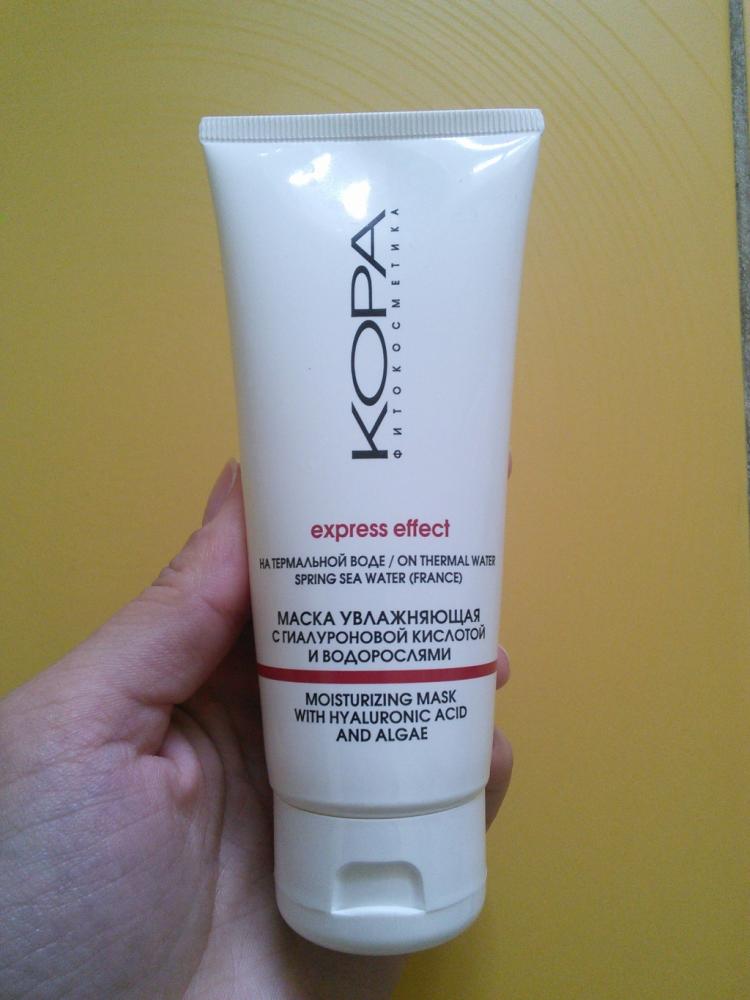 КОРА
ФИТОКОСМЕТИКА
express effect
НА ТЕРМАЛЬНОЙ ВОДЕ / ON THERMAL WATER
SPRING SEA WATER (FRANCE)
МАСКА УВЛАЖНЯЮЩАЯ
С ГИАЛУРОНОВОЙ КИСЛОТОЙ
И ВОДОРОСЛЯМИ
MOISTURIZING MASK
WITH HYALURONIC ACID
AND ALGAE